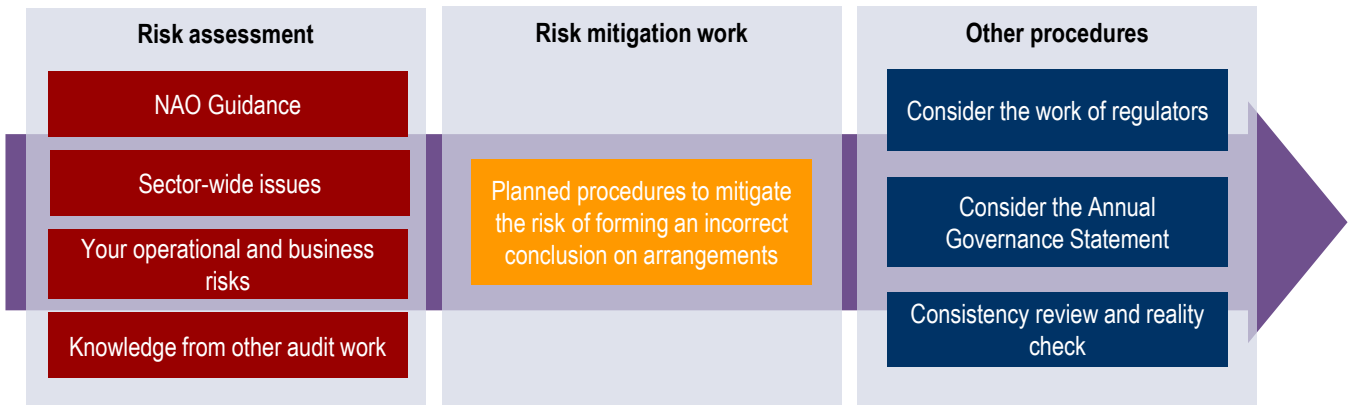 Risk assessment
NAO Guidance
Sector-wide issues
Your operational and business
risks
Knowledge from other audit work
Risk mitigation work
Planned procedures to mitigate
the risk of forming an incorrect
conclusion on arrangements
Other procedures
Consider the work of regulators
Consider the Annual
Governance Statement
Consistency review and reality
check